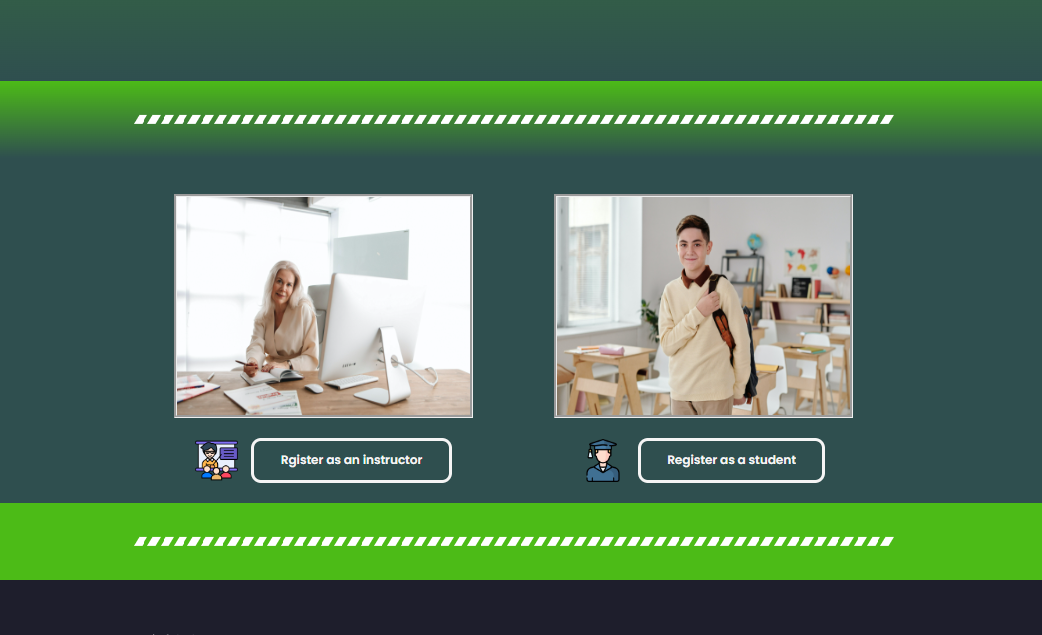 Rgister as an instructor
Register as a student